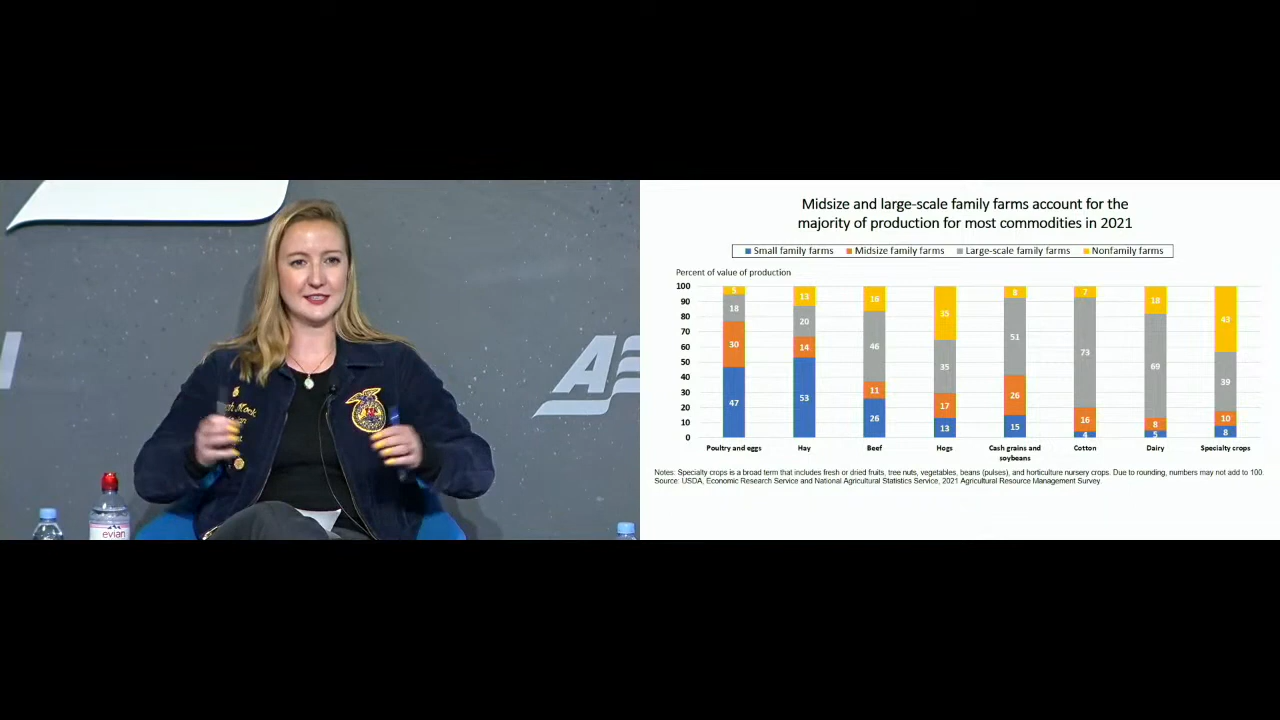 evian
Midsize and large-scale family farms account for the
majority of production for most commodities in 2021
Small family farms Midsize family farms Large-scale family farms Nonfamily farms
Percent of value of production
100
90
80
70
60
50
40
30
20
10
0
5 13 16 35 8 7 18 43
18 20 46 35 51 73 69 39
30 14 11 17 26 16 8 10
47 53 26 13 15 4 5 8
Poultry and eggs Hay Beef Hogs Cash grains and soybeans Cotton Dairy Specialty crops
Notes: Specialty crops is a broad term that includes fresh or dried fruits, tree nuts, vegetables, beans (pulses), and horticulture nursery crops. Due to rounding, numbers may not add to 100.
Source: USDA, Economic Research Service and National Agricultural Statistics Service, 2021 Agricultural Resource Management Survey.